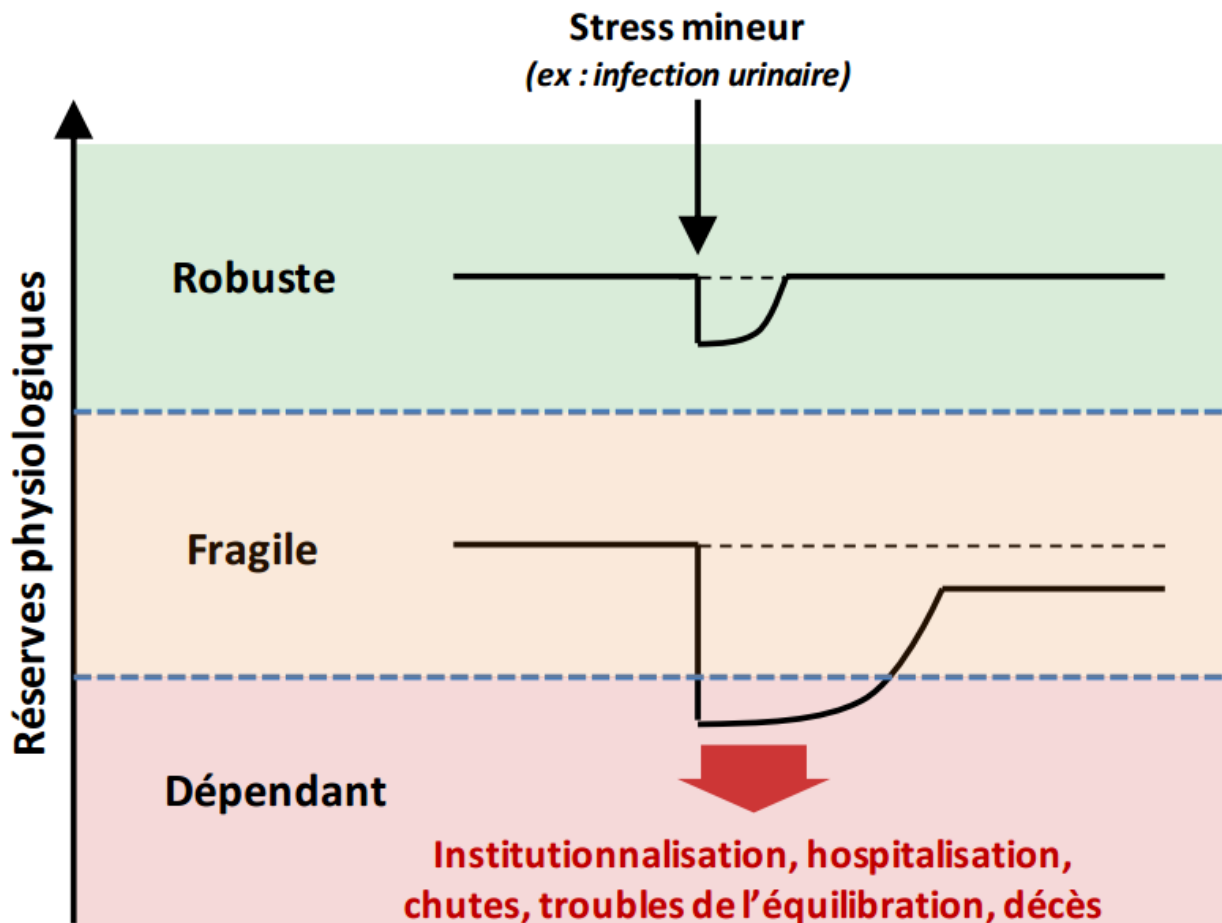 Stress mineur
(ex : infection urinaire)
Réserves physiologiques
Robuste
Fragile
Dépendant
Institutionnalisation, hospitalisation,
chutes, troubles de l’équilibration, décès